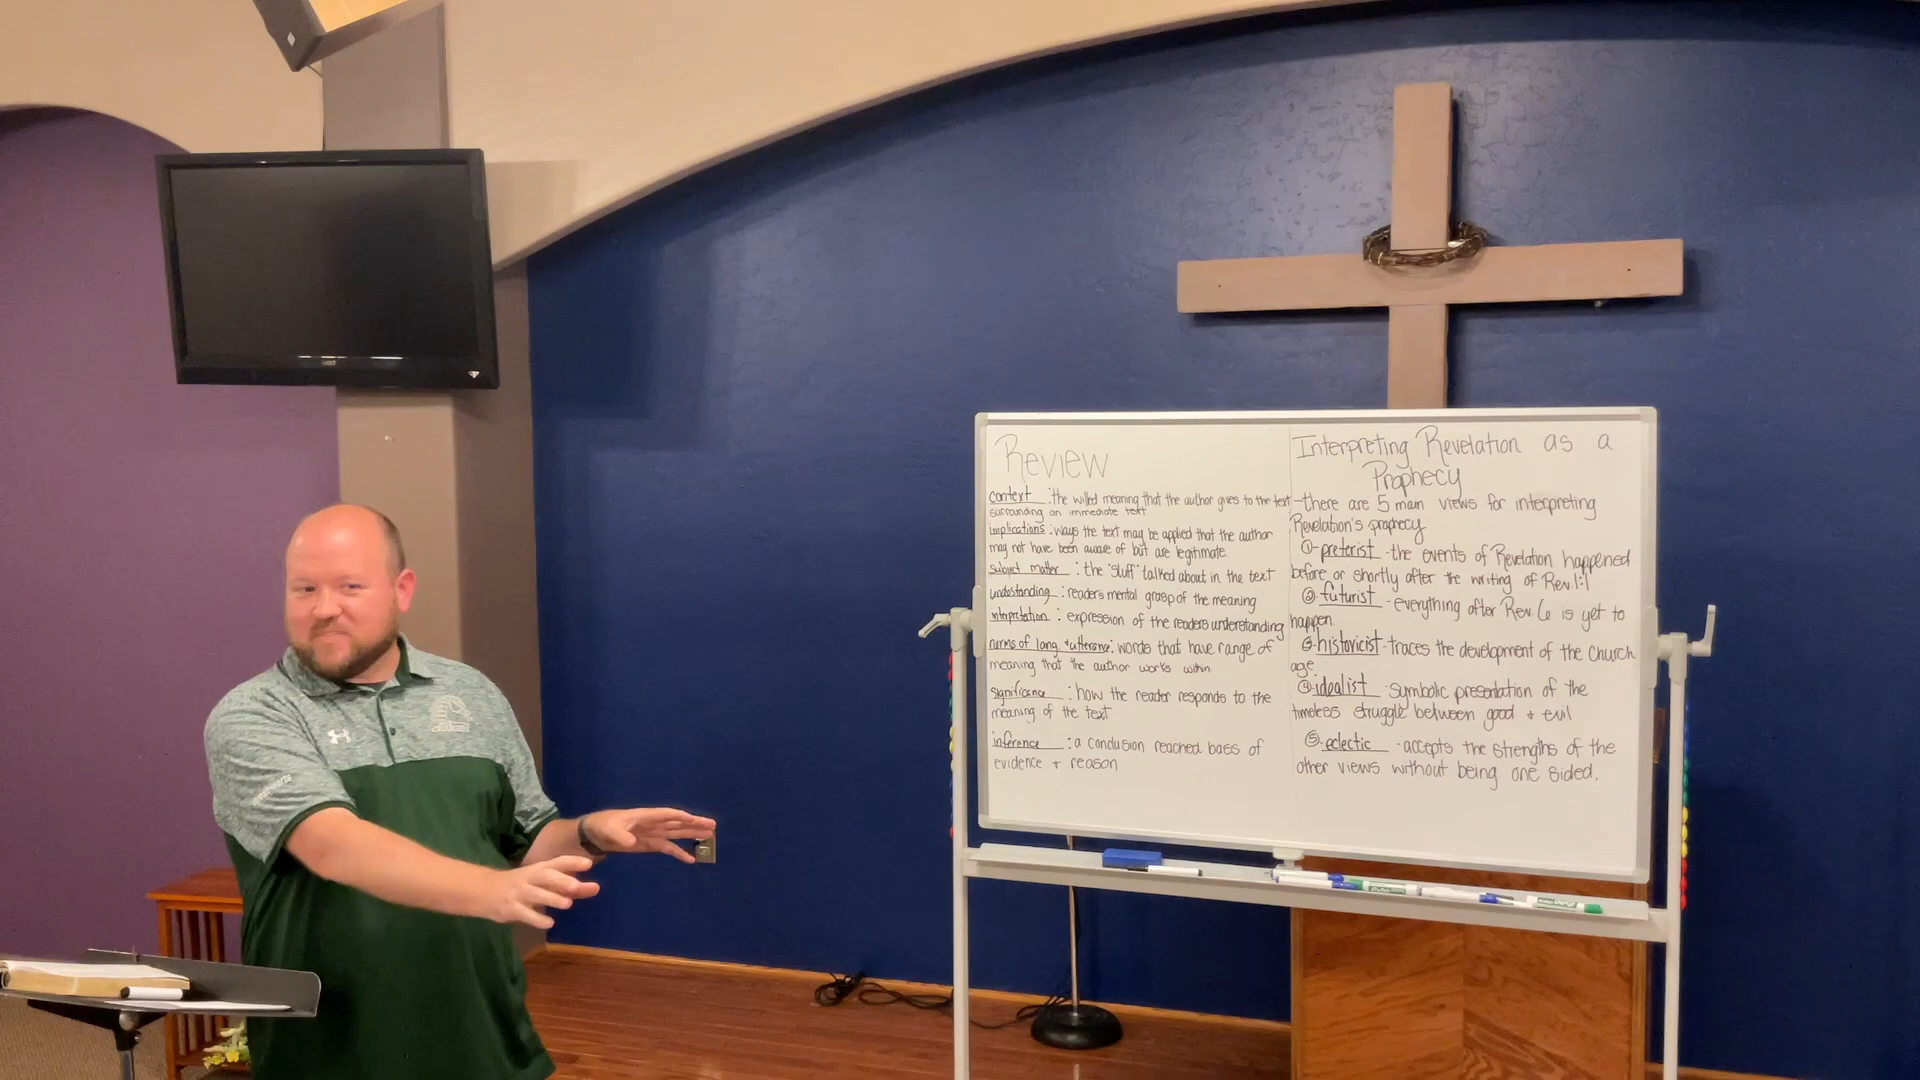 Review
context : the willed meaning that the author gives to the text
surrounding an immediate text
implications : ways the text may be applied that the author
may not have been aware of but are legitimate.
subject matter : the "stuff" talked about in the text
understanding : readers mental grasp of the meaning
interpretation : expression of the readers understanding
norms of lang. + utterance : words that have range of
meaning that the author works within.
significance : how the reader responds to the
meaning of the text
inference : a conclusion reached bases of
evidence + reason
Interpreting Revelation as a
Prophecy
-there are 5 main views for interpreting
Revelation's prophecy
① preterist - the events of Revelation happened
before or shortly after the writing of Rev 1:1
② futurist - everything after Rev. 6 is yet to
happen.
③ historicist - traces the development of the church
age.
④ idealist - symbolic presentation of the
timeless struggle between good + evil
⑤ eclectic - accepts the strengths of the
other views without being one sided.